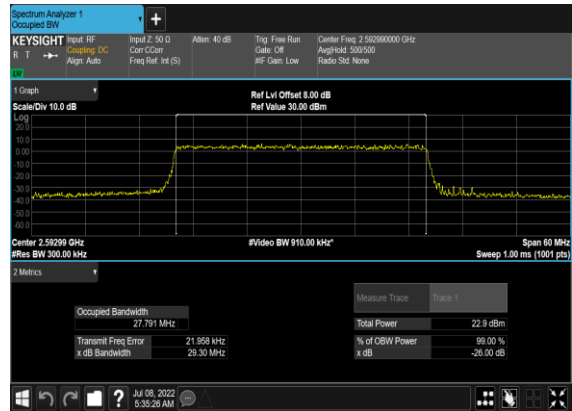 Spectrum Analyzer 1
Occupied BW
+
KEYSIGHT
R T
LV
Input: RF
Coupling: DC
Align: Auto
Input Z: 50 Ω
Corr CCorr
Freq Ref: Int (S)
Atten: 40 dB
Trig: Free Run
Gate: Off
#IF Gain: Low
Center Freq: 2.592990000 GHz
Avg|Hold: 500/500
Radio Std: None
1 Graph
Scale/Div 10.0 dB
Ref Lvl Offset 8.00 dB
Ref Value 30.00 dBm
Log
20.0
10.0
0.00
-10.0
-20.0
-30.0
-40.0
-50.0
-60.0
Center 2.59299 GHz
#Res BW 300.00 kHz
#Video BW 910.00 kHz*
Span 60 MHz
Sweep 1.00 ms (1001 pts)
2 Metrics
Measure Trace Trace 1
Occupied Bandwidth
27.791 MHz
Total Power 22.9 dBm
Transmit Freq Error 21.958 kHz
% of OBW Power 99.00 %
x dB Bandwidth 29.30 MHz
x dB -26.00 dB
?
Jul 08, 2022
5:35:26 AM